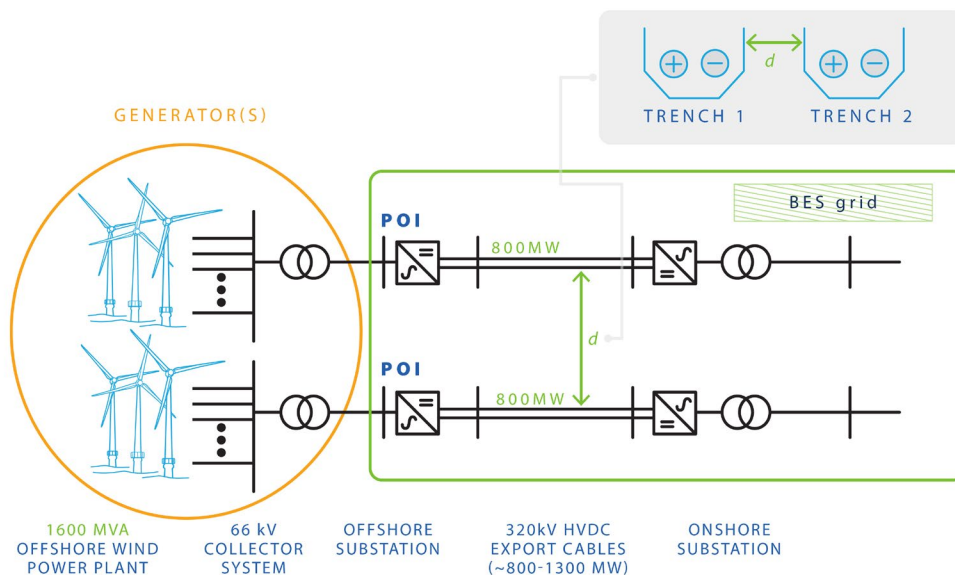 GENERATOR(S)
+ − d + −
TRENCH 1
TRENCH 2
BES grid
POI
800MW
d
POI
800MW
1600 MVA
OFFSHORE WIND
POWER PLANT
66 kV
COLLECTOR
SYSTEM
OFFSHORE
SUBSTATION
320kV HVDC
EXPORT CABLES
(~800-1300 MW)
ONSHORE
SUBSTATION